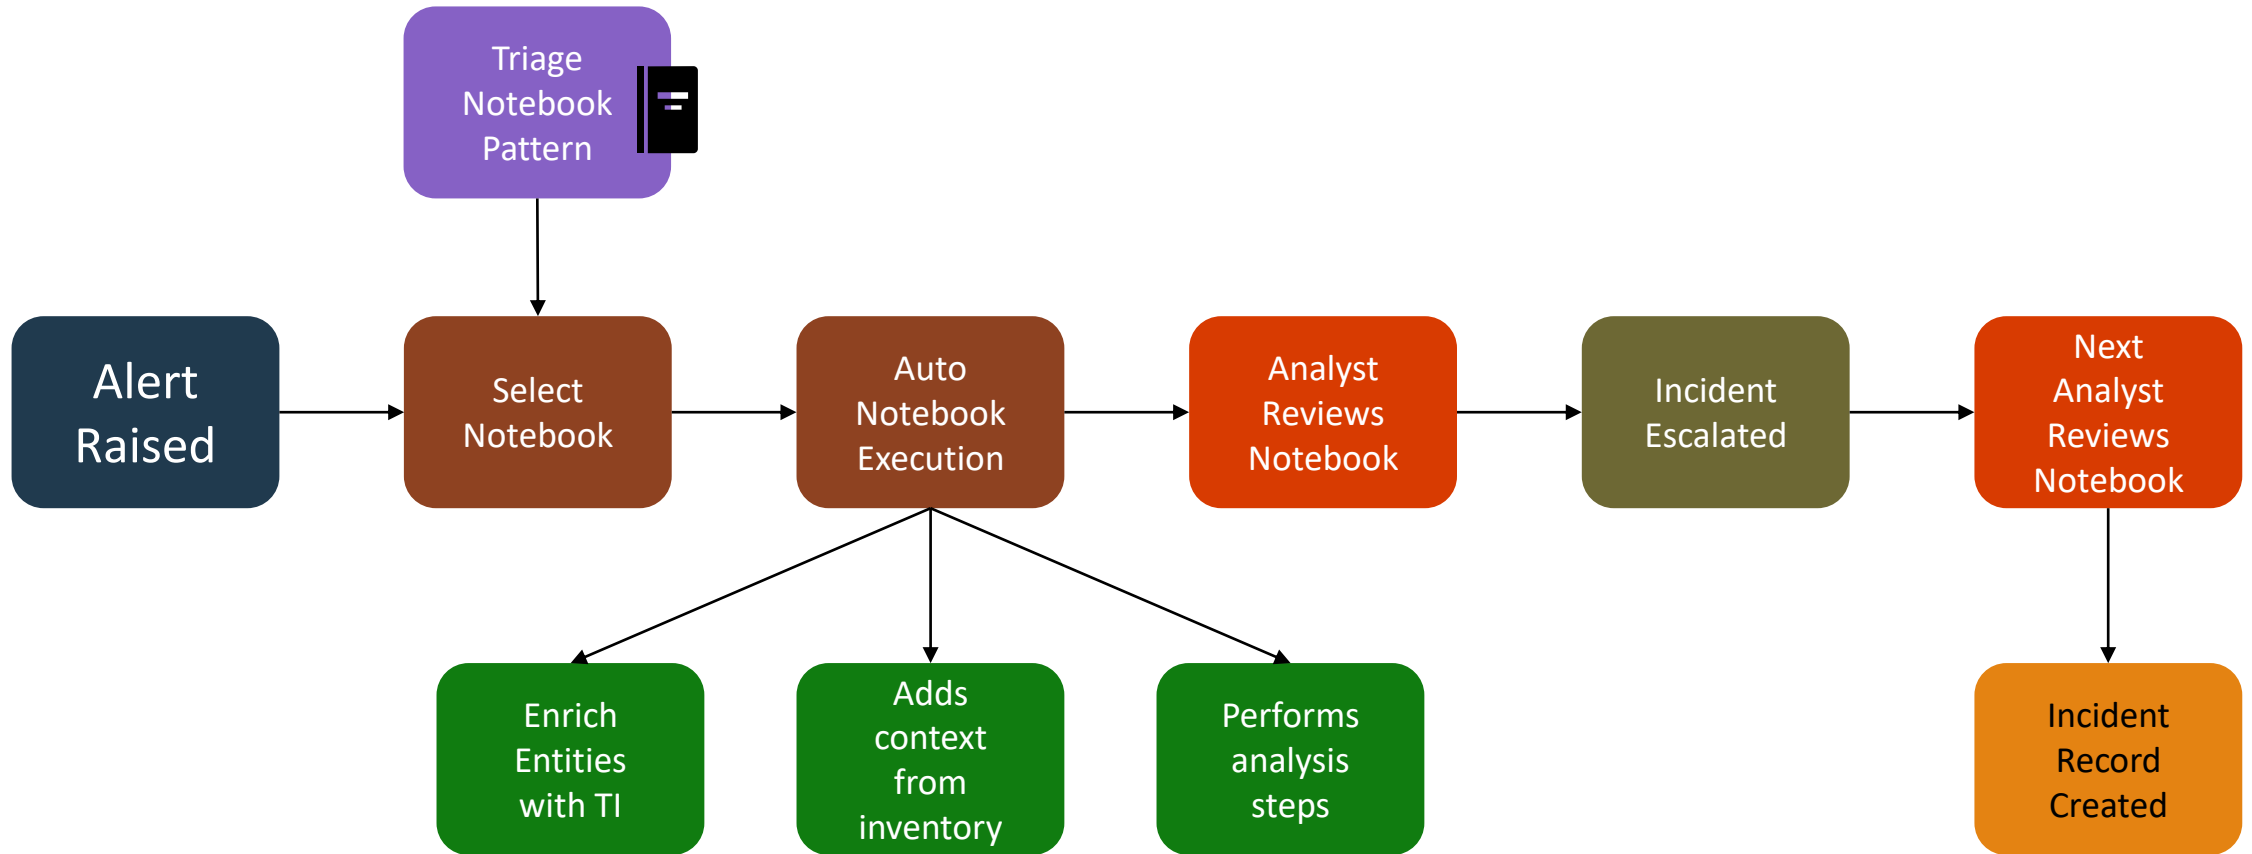 Triage
Notebook
Pattern
Alert
Raised
Select
Notebook
Auto
Notebook
Execution
Analyst
Reviews
Notebook
Incident
Escalated
Next
Analyst
Reviews
Notebook
Enrich
Entities
with TI
Adds
context
from
inventory
Performs
analysis
steps
Incident
Record
Created